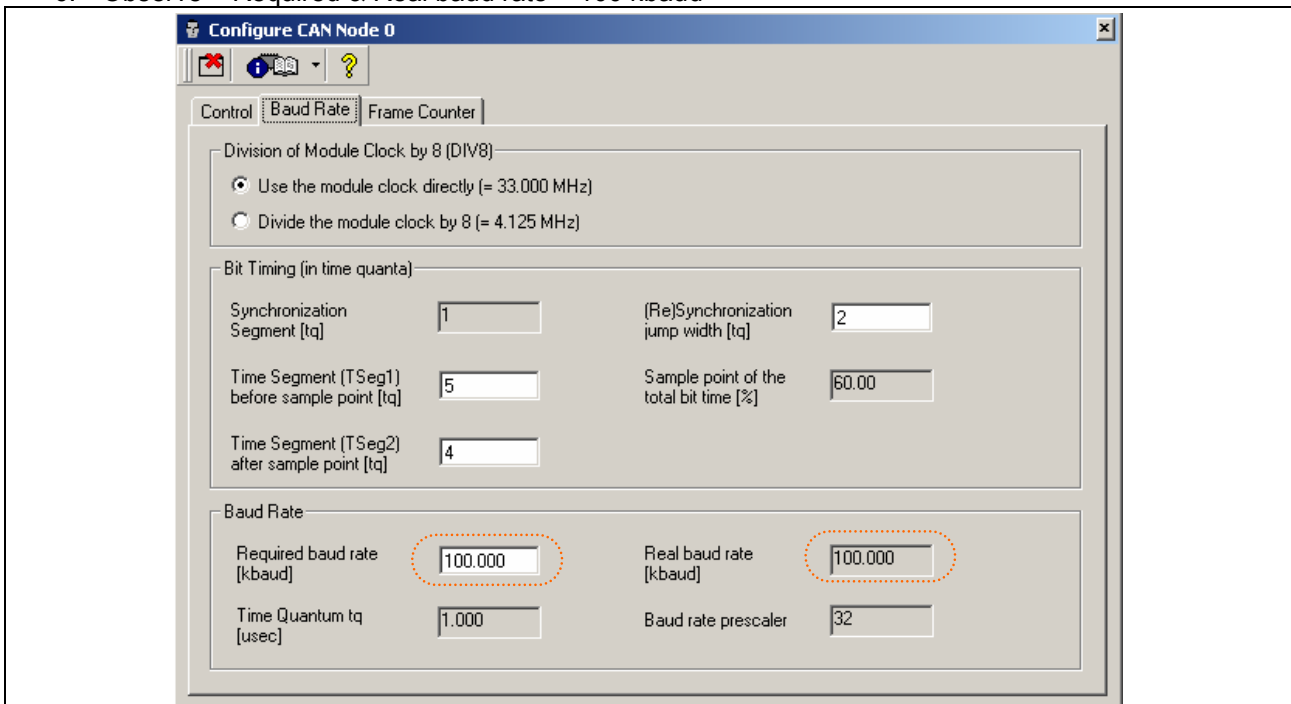 Configure CAN Node 0
Control Baud Rate Frame Counter
Division of Module Clock by 8 (DIV8)
Use the module clock directly (= 33.000 MHz)
Divide the module clock by 8 (= 4.125 MHz)
Bit Timing (in time quanta)
Synchronization
Segment [tq]
1
(Re)Synchronization
jump width [tq]
2
Time Segment (TSeg1)
before sample point [tq]
5
Sample point of the
total bit time [%]
60.00
Time Segment (TSeg2)
after sample point [tq]
4
Baud Rate
Required baud rate
[kbaud]
100.000
Real baud rate
[kbaud]
100.000
Time Quantum tq
[usec]
1.000
Baud rate prescaler
32